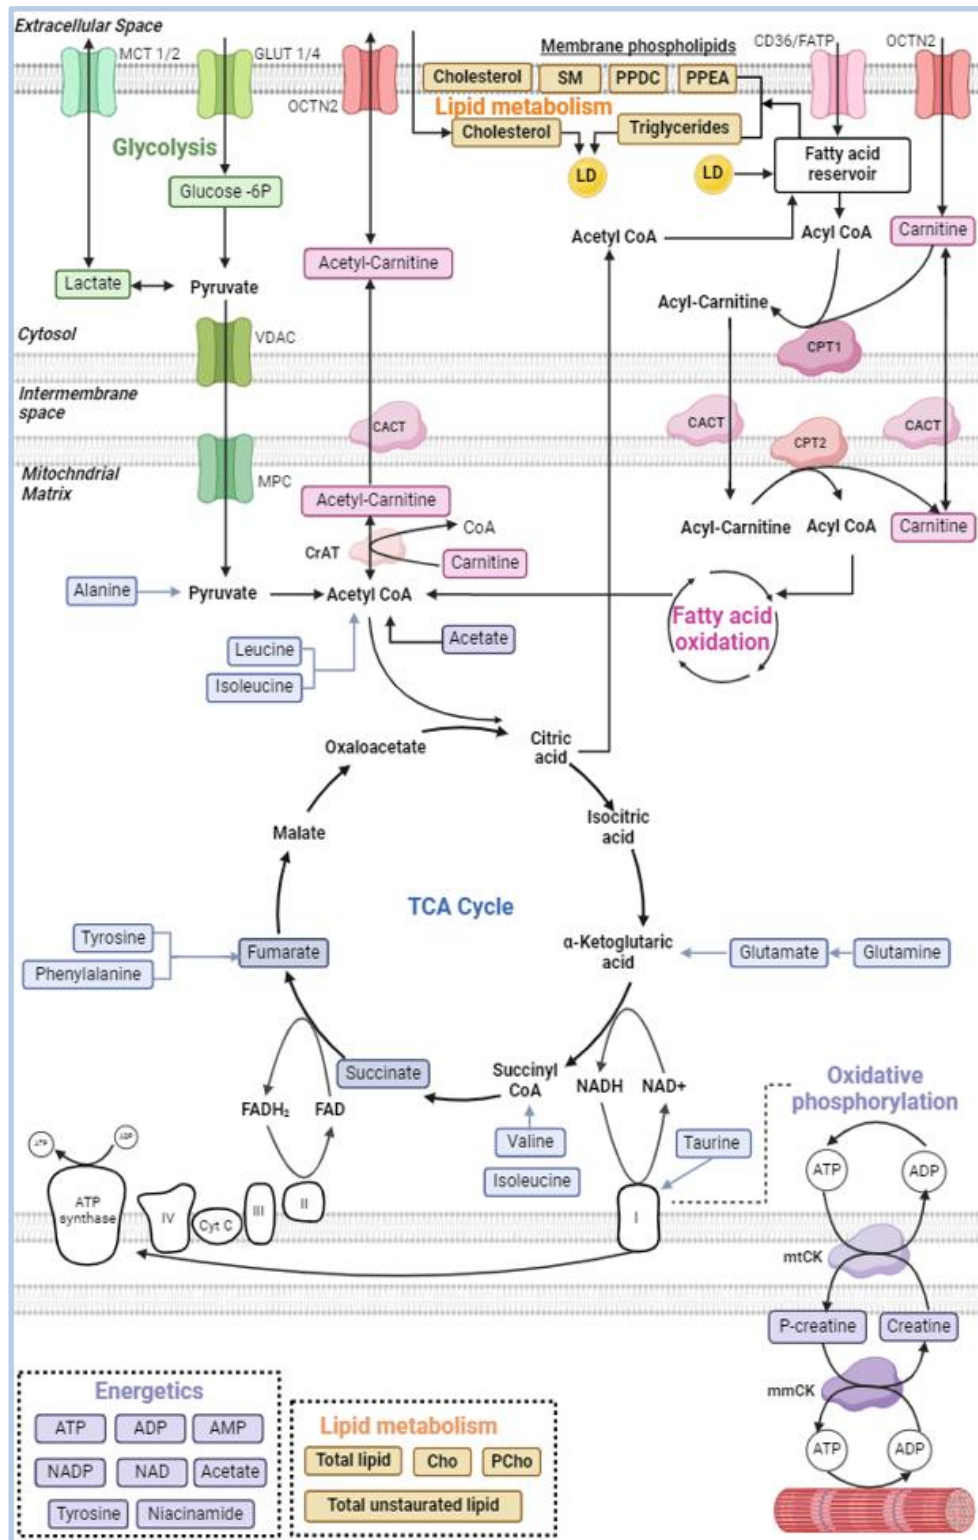 Extracellular Space
MCT 1/2
GLUT 1/4
OCTN2
Membrane phospholipids
CD36/FATP
OCTN2
Cholesterol
SM
PPDC
PPEA
Lipid metabolism
Cholesterol
Triglycerides
LD
LD
Fatty acid
reservoir
Glycolysis
Glucose -6P
Acetyl CoA
Acyl CoA
Carnitine
Acetyl-Carnitine
Lactate
Pyruvate
Acyl-Carnitine
Cytosol
VDAC
CPT1
Intermembrane
space
CACT
CACT
CPT2
CACT
Mitochndrial
Matrix
MPC
Acetyl-Carnitine
CoA
CrAT
Carnitine
Acyl-Carnitine
Acyl CoA
Carnitine
Alanine
Pyruvate
Acetyl CoA
Fatty acid
oxidation
Leucine
Isoleucine
Acetate
Oxaloacetate
Citric
acid
Isocitric
acid
Malate
TCA Cycle
Tyrosine
Phenylalanine
Fumarate
α-Ketoglutaric
acid
Glutamate
Glutamine
Succinate
Succinyl
CoA
NADH
NAD+
FADH₂
FAD
Valine
Isoleucine
Taurine
Oxidative
phosphorylation
ATP
ADP
ATP
ADP
ATP
synthase
IV
Cyt C
III
II
I
mtCK
P-creatine
Creatine
mmCK
ATP
ADP
Energetics
ATP
ADP
AMP
NADP
NAD
Acetate
Tyrosine
Niacinamide
Lipid metabolism
Total lipid
Cho
PCho
Total unstaurated lipid